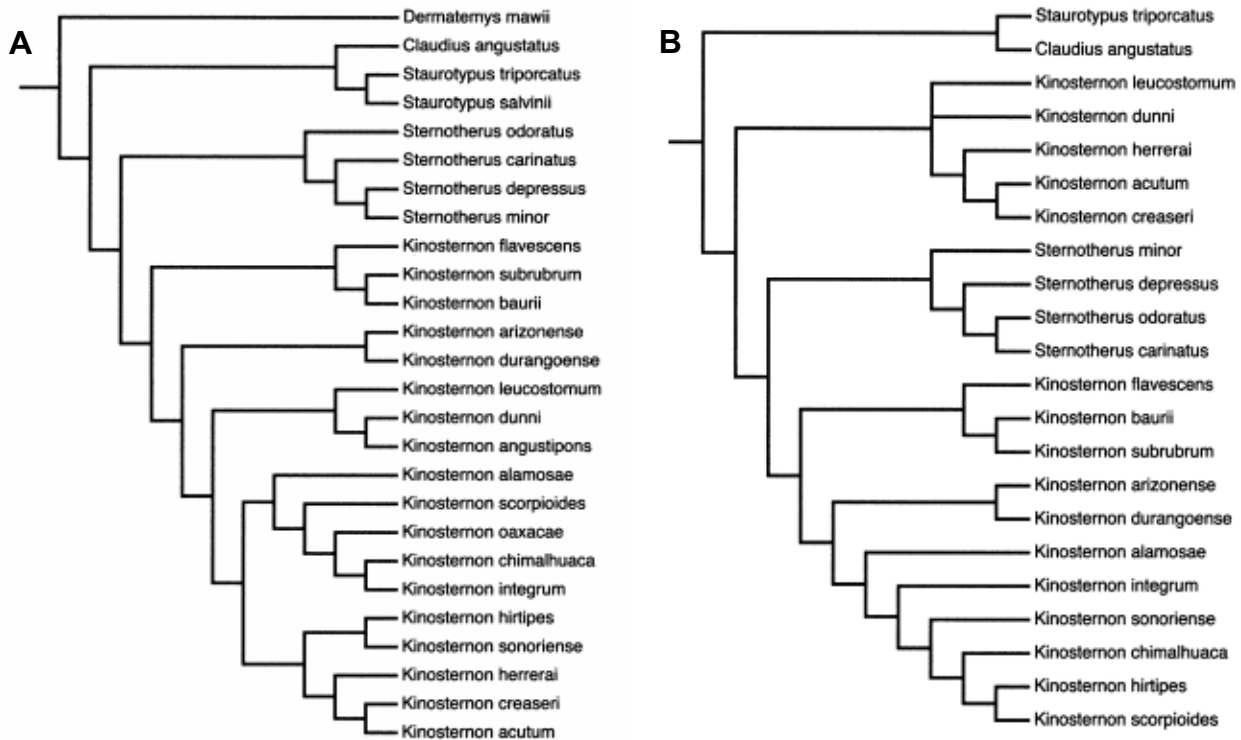 A
Dermatemys mawii
Claudius angustatus
Staurotypus triporcatus
Staurotypus salvinii
Sternotherus odoratus
Sternotherus carinatus
Sternotherus depressus
Sternotherus minor
Kinosternon flavescens
Kinosternon subrubrum
Kinosternon baurii
Kinosternon arizonense
Kinosternon durangoense
Kinosternon leucostomum
Kinosternon dunni
Kinosternon angustipons
Kinosternon alamosae
Kinosternon scorpioides
Kinosternon oaxacae
Kinosternon chimalhuaca
Kinosternon integrum
Kinosternon hirtipes
Kinosternon sonoriense
Kinosternon herrerai
Kinosternon creaseri
Kinosternon acutum
B
Staurotypus triporcatus
Claudius angustatus
Kinosternon leucostomum
Kinosternon dunni
Kinosternon herrerai
Kinosternon acutum
Kinosternon creaseri
Sternotherus minor
Sternotherus depressus
Sternotherus odoratus
Sternotherus carinatus
Kinosternon flavescens
Kinosternon baurii
Kinosternon subrubrum
Kinosternon arizonense
Kinosternon durangoense
Kinosternon alamosae
Kinosternon integrum
Kinosternon sonoriense
Kinosternon chimalhuaca
Kinosternon hirtipes
Kinosternon scorpioides